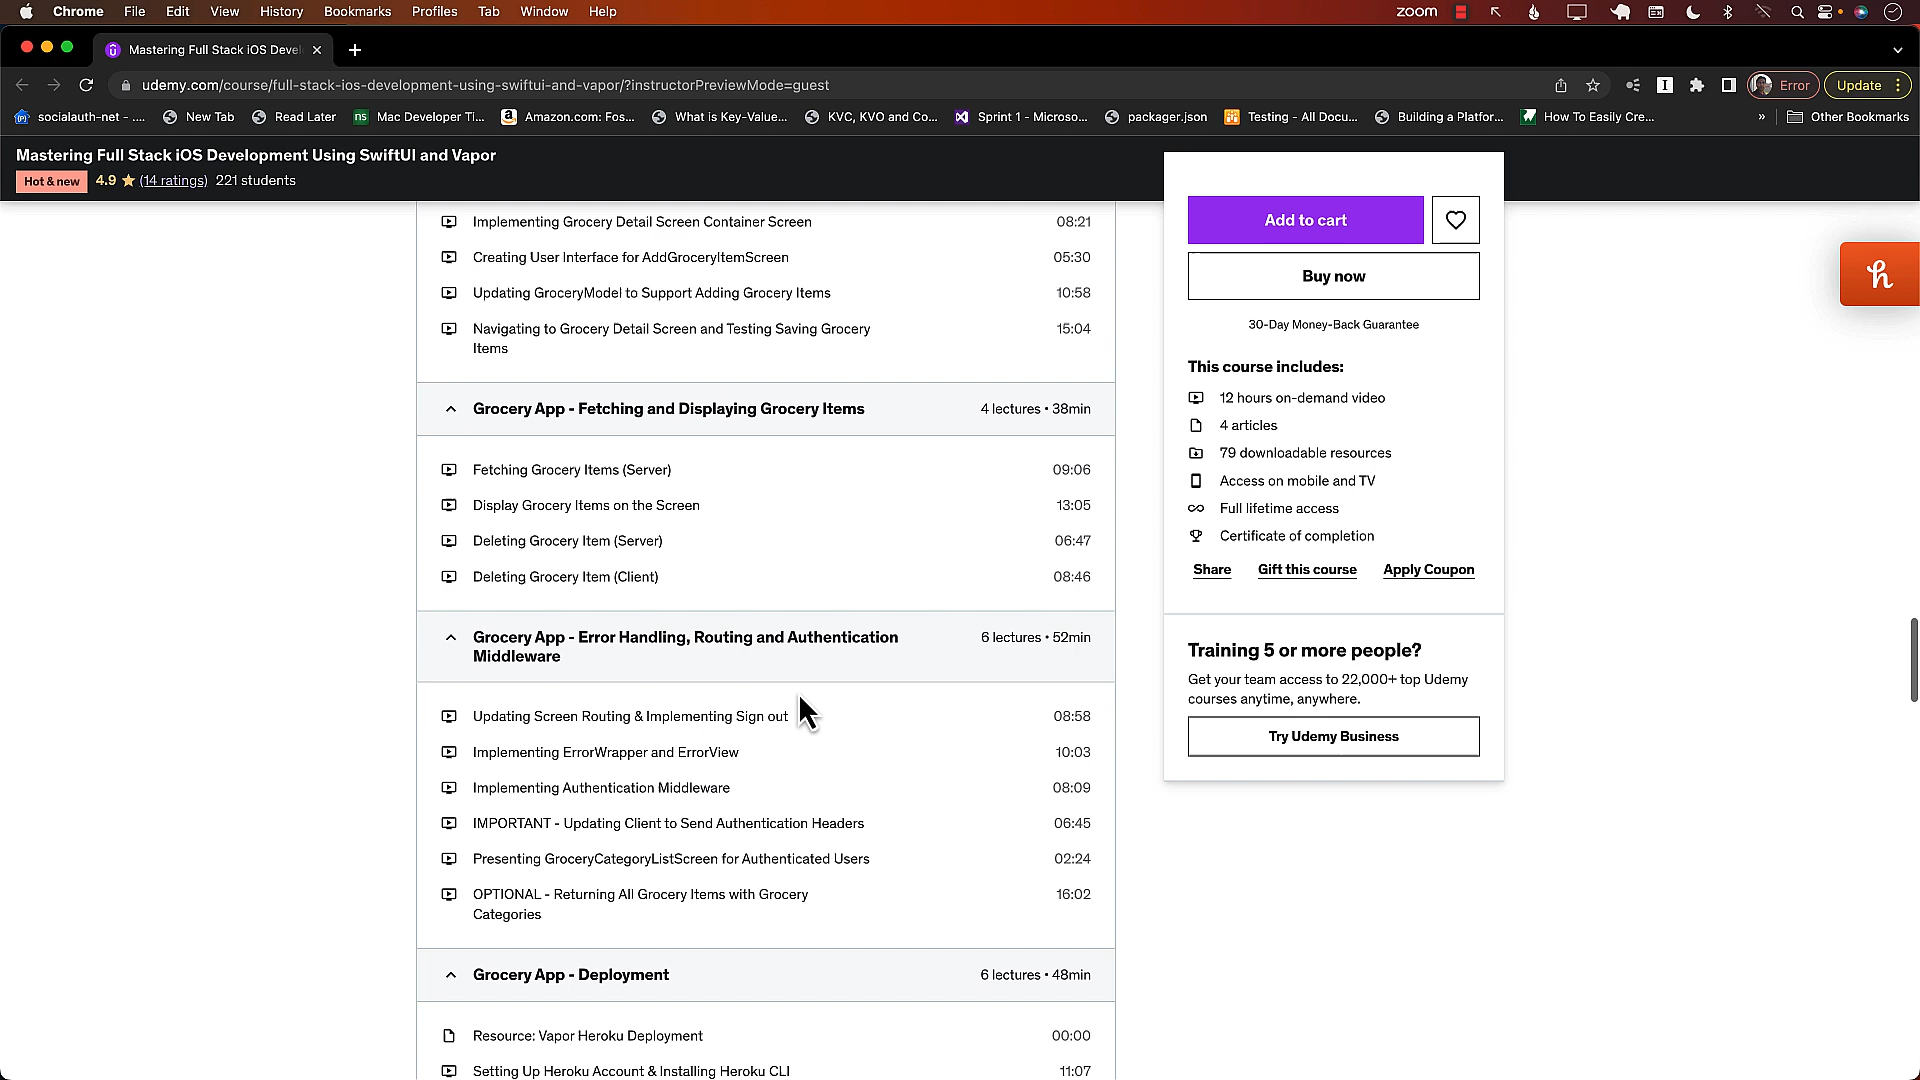 Chrome File Edit View History Bookmarks Profiles Tab Window Help zoom
Mastering Full Stack iOS Devel
udemy.com/course/full-stack-ios-development-using-swiftui-and-vapor/?instructorPreviewMode=guest Error Update
socialauth-net - .... New Tab Read Later ns Mac Developer Ti... Amazon.com: Fos... What is Key-Value... KVC, KVO and Co... Sprint 1 - Microso... packager.json Testing - All Docu... Building a Platfor... How To Easily Cre... » Other Bookmarks
Mastering Full Stack iOS Development Using SwiftUI and Vapor
Hot & new 4.9 (14 ratings) 221 students
Implementing Grocery Detail Screen Container Screen 08:21
Creating User Interface for AddGroceryItemScreen 05:30
Updating GroceryModel to Support Adding Grocery Items 10:58
Navigating to Grocery Detail Screen and Testing Saving Grocery 15:04
Items
Grocery App - Fetching and Displaying Grocery Items 4 lectures • 38min
Fetching Grocery Items (Server) 09:06
Display Grocery Items on the Screen 13:05
Deleting Grocery Item (Server) 06:47
Deleting Grocery Item (Client) 08:46
Grocery App - Error Handling, Routing and Authentication 6 lectures • 52min
Middleware
Updating Screen Routing & Implementing Sign out 08:58
Implementing ErrorWrapper and ErrorView 10:03
Implementing Authentication Middleware 08:09
IMPORTANT - Updating Client to Send Authentication Headers 06:45
Presenting GroceryCategoryListScreen for Authenticated Users 02:24
OPTIONAL - Returning All Grocery Items with Grocery 16:02
Categories
Grocery App - Deployment 6 lectures • 48min
Resource: Vapor Heroku Deployment 00:00
Setting Up Heroku Account & Installing Heroku CLI 11:07
Add to cart
Buy now
30-Day Money-Back Guarantee
This course includes:
12 hours on-demand video
4 articles
79 downloadable resources
Access on mobile and TV
Full lifetime access
Certificate of completion
Share Gift this course Apply Coupon
Training 5 or more people?
Get your team access to 22,000+ top Udemy
courses anytime, anywhere.
Try Udemy Business
h